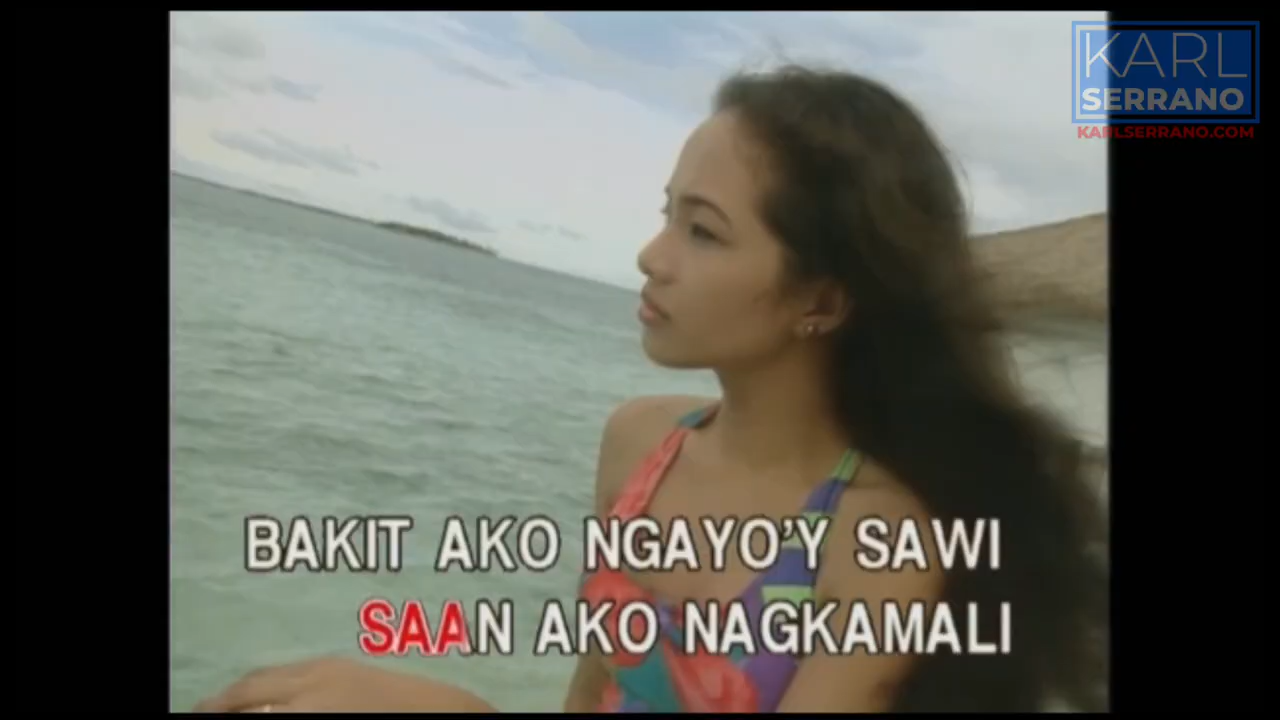 KARL
SERRANO
KARLSERRANO.COM
BAKIT AKO NGAYO'Y SAWI
SAAN AKO NAGKAMALI